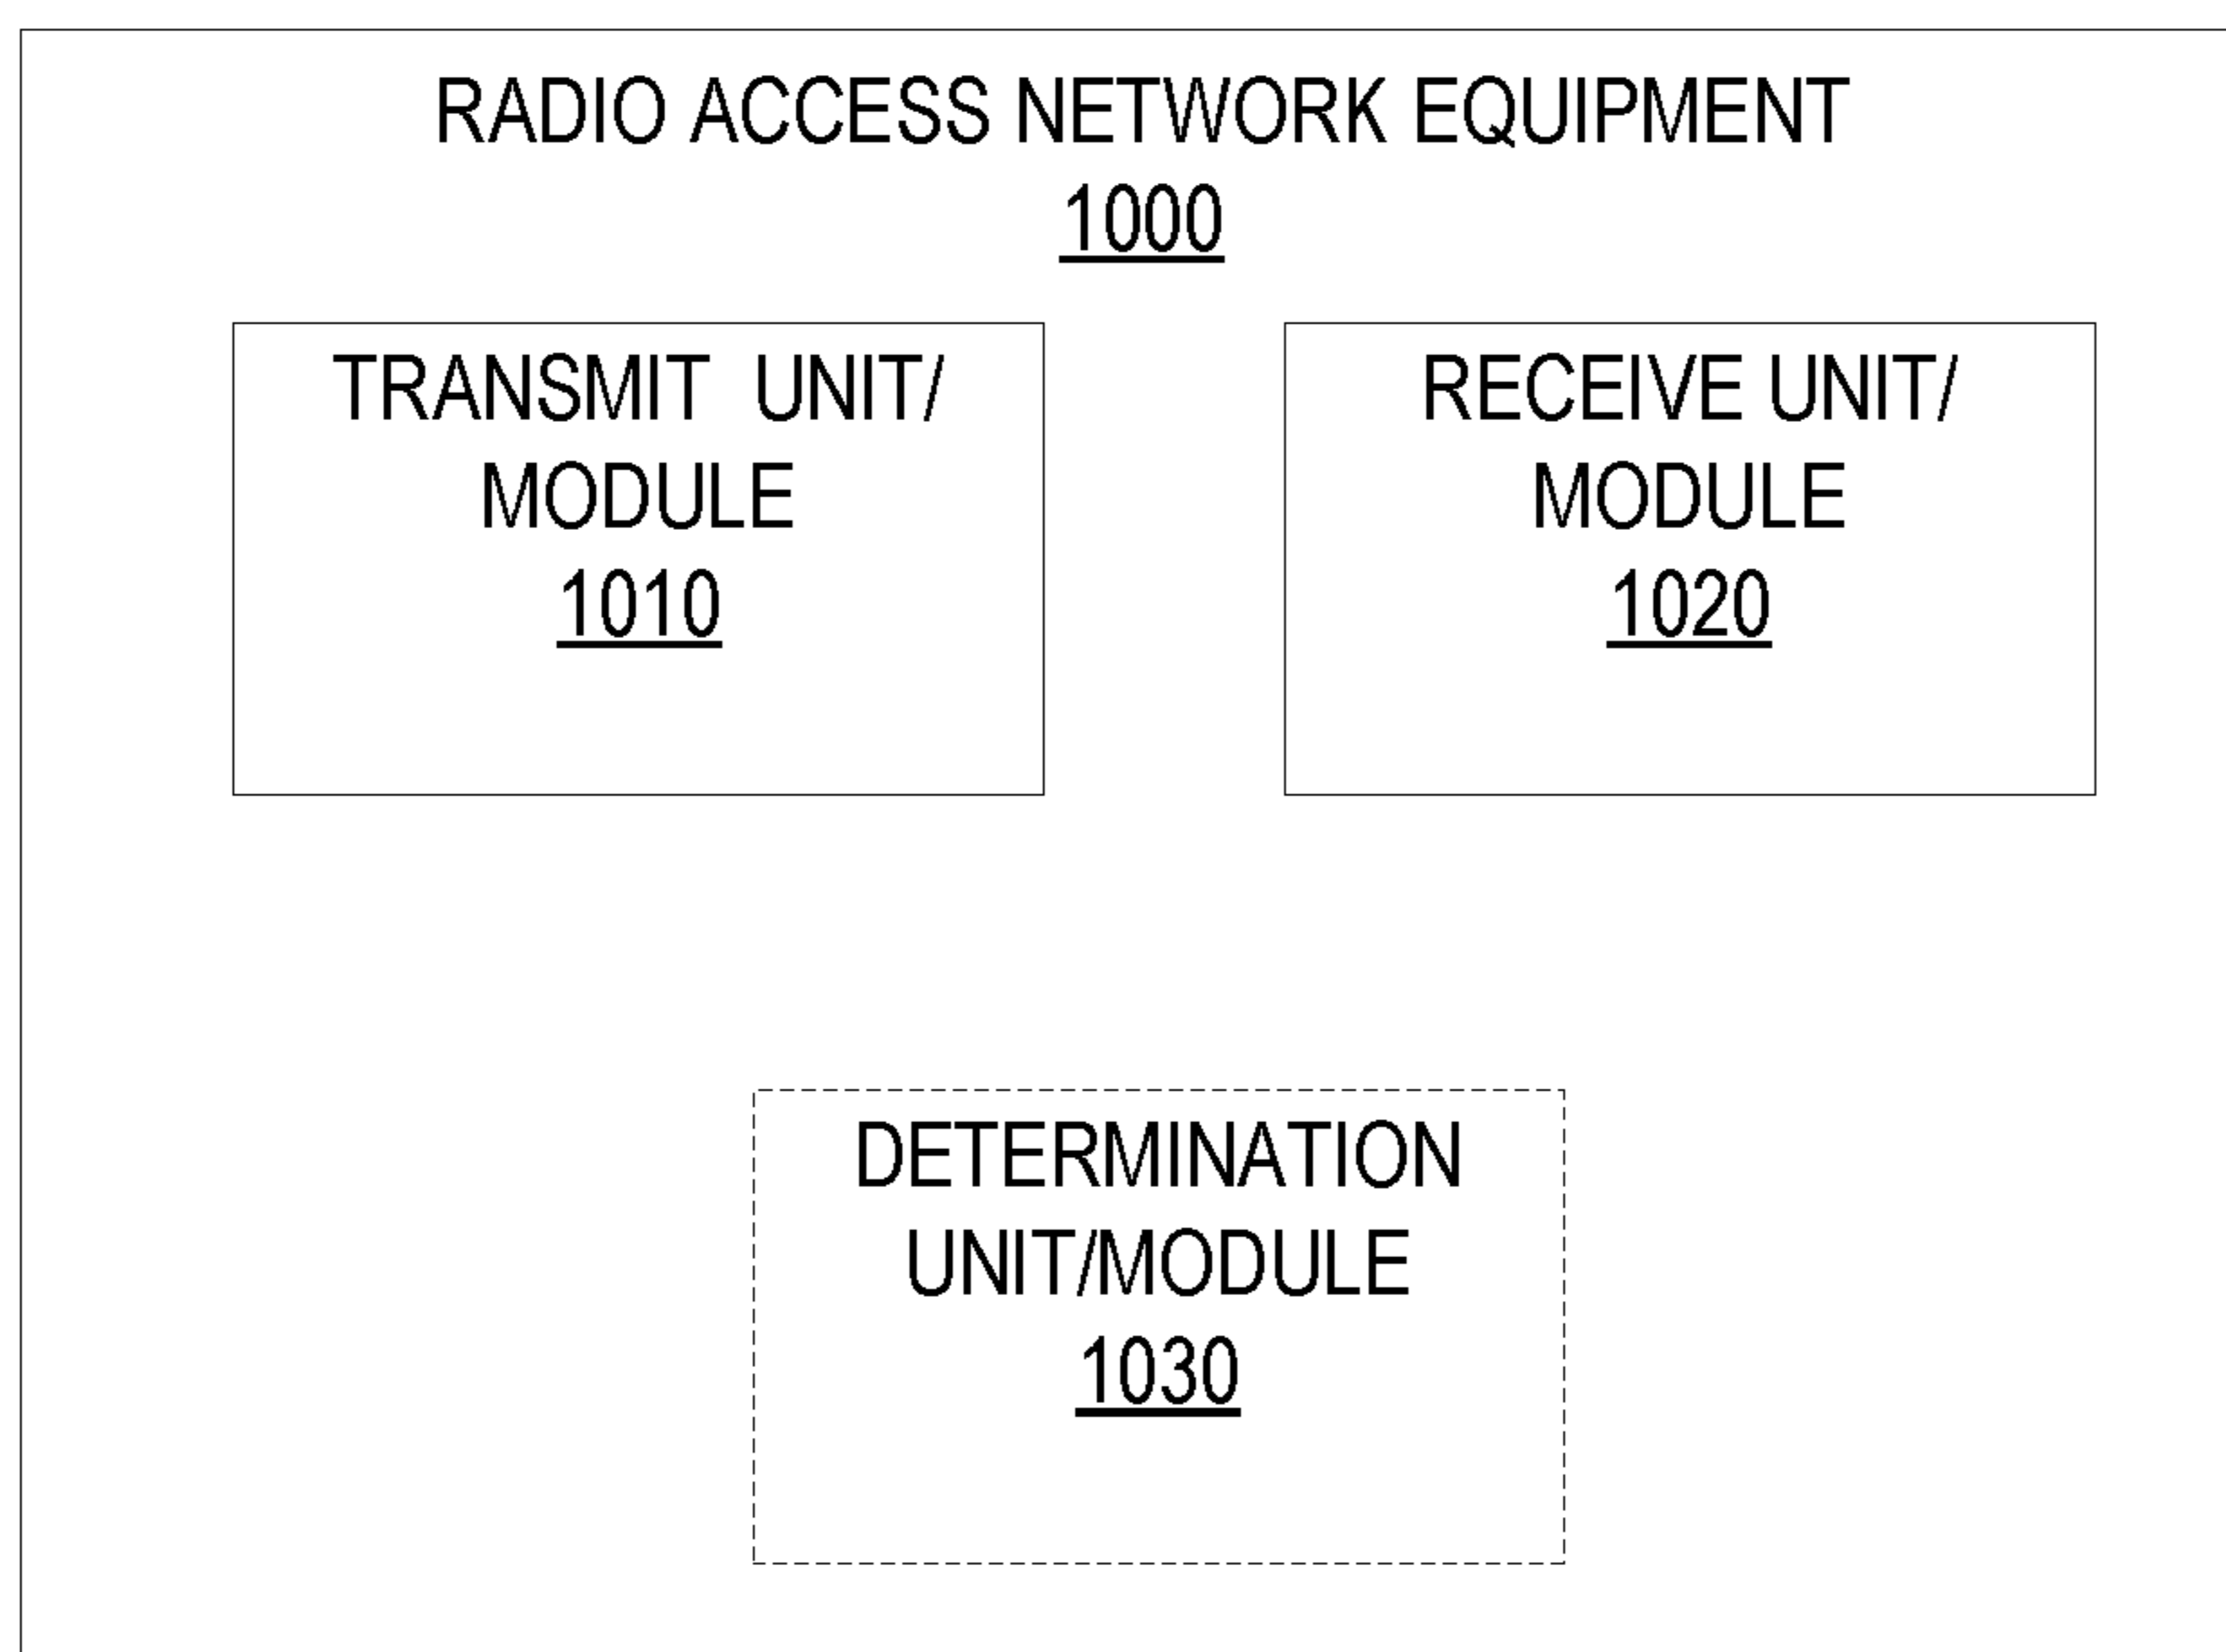 RADIO ACCESS NETWORK EQUIPMENT
1000
TRANSMIT UNIT/
MODULE
1010
RECEIVE UNIT/
MODULE
1020
DETERMINATION
UNIT/MODULE
1030